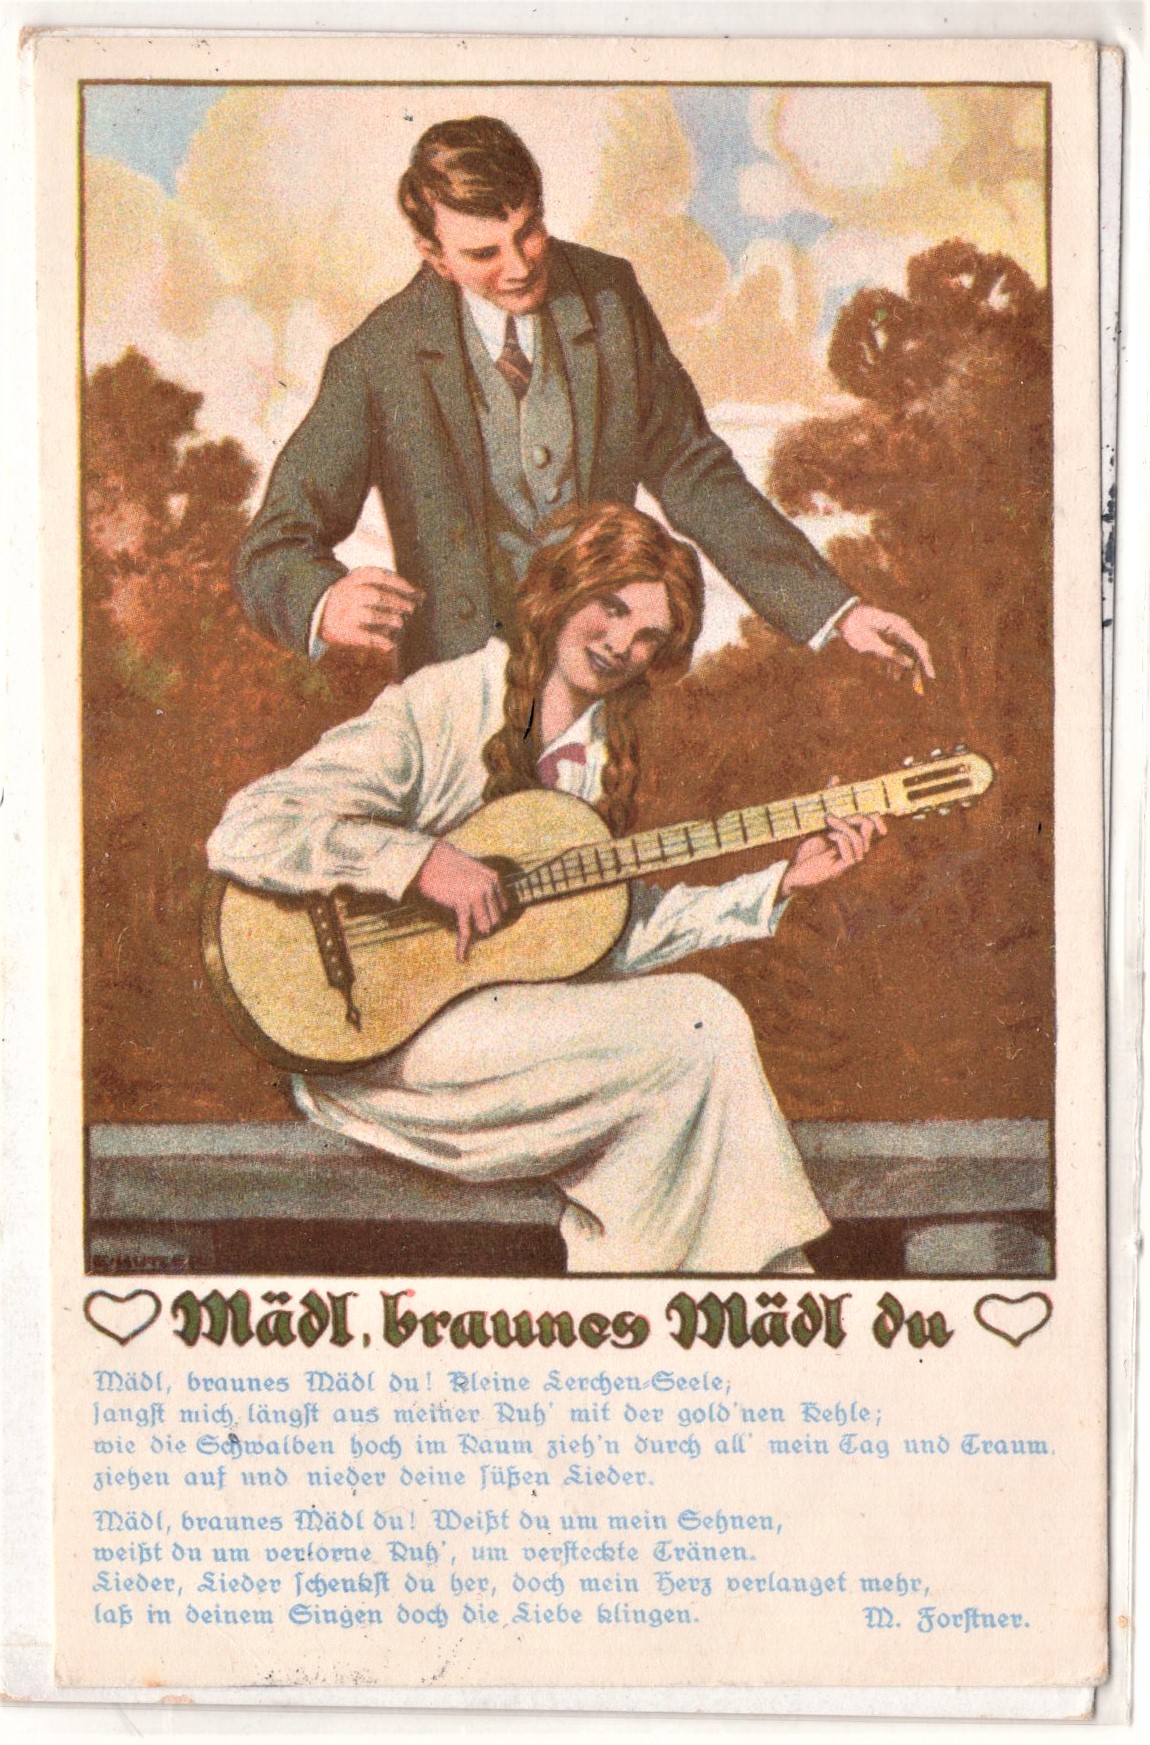 Mädl, braunes Mädl du
Mädl, braunes Mädl du! Kleine Lerchen-Seele,
sangst mich längst aus meiner Ruh' mit der gold'nen Kehle;
wie die Schwalben hoch im Raum zieh'n durch all' mein Tag und Traum,
ziehen auf und nieder deine süßen Lieder.
Mädl, braunes Mädl du! Weißt du um mein Sehnen,
weißt du um verlorne Ruh', um versteckte Tränen.
Lieder, Lieder schenkst du her, doch mein Herz verlanget mehr,
laß in deinem Singen doch die Liebe klingen.
M. Forstner.